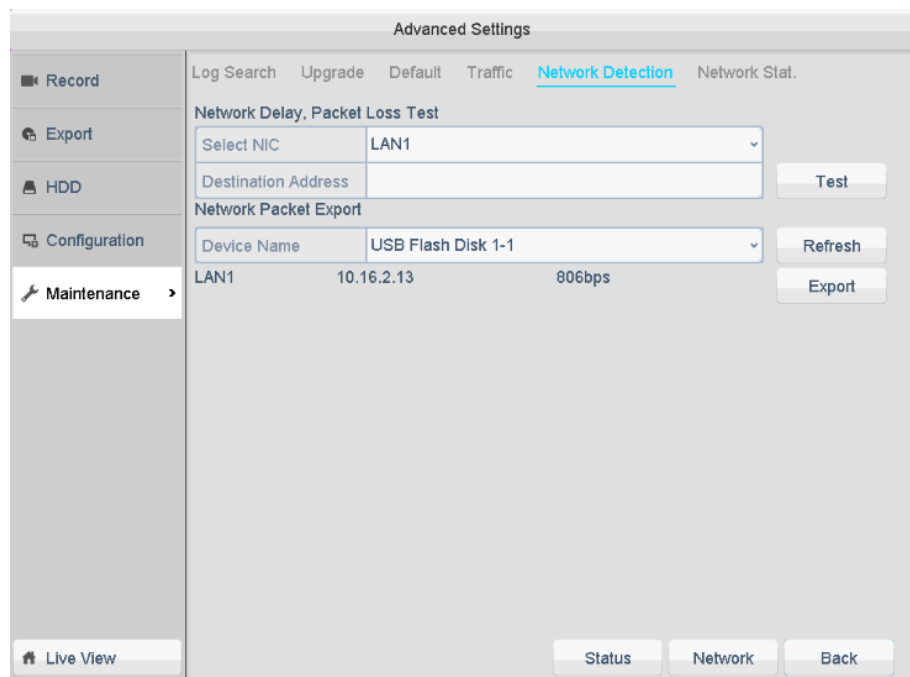 Advanced Settings
Record
Export
HDD
Configuration
Maintenance >
Live View
Log Search Upgrade Default Traffic Network Detection Network Stat.
Network Delay, Packet Loss Test
Select NIC LAN1
Destination Address Test
Network Packet Export
Device Name USB Flash Disk 1-1 Refresh
LAN1 10.16.2.13 806bps Export
Status Network Back